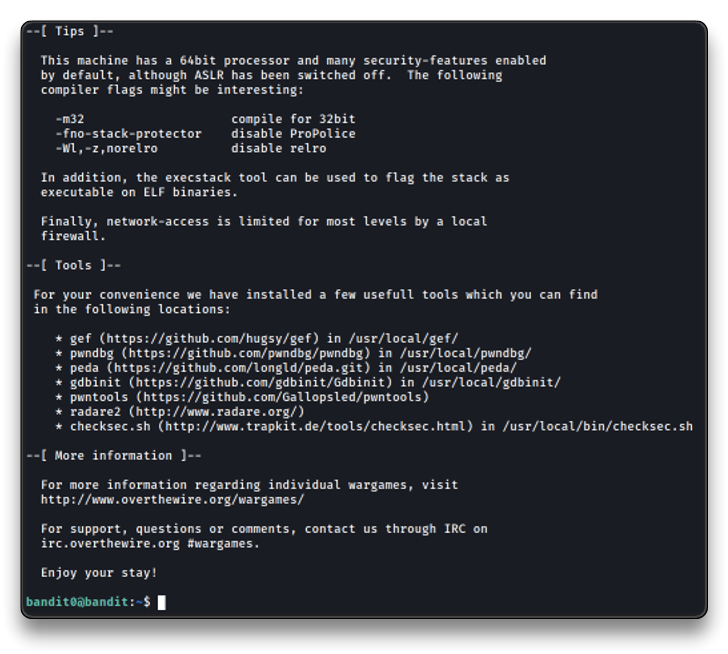 --[ Tips ]--
This machine has a 64bit processor and many security-features enabled
by default, although ASLR has been switched off.  The following
compiler flags might be interesting:
-m32                    compile for 32bit
-fno-stack-protector    disable ProPolice
-Wl,-z,norelro          disable relro
In addition, the execstack tool can be used to flag the stack as
executable on ELF binaries.
Finally, network-access is limited for most levels by a local
firewall.
--[ Tools ]--
For your convenience we have installed a few usefull tools which you can find
in the following locations:
* gef (https://github.com/hugsy/gef) in /usr/local/gef/
* pwndbg (https://github.com/pwndbg/pwndbg) in /usr/local/pwndbg/
* peda (https://github.com/longld/peda.git) in /usr/local/peda/
* gdbinit (https://github.com/gdbinit/Gdbinit) in /usr/local/gdbinit/
* pwntools (https://github.com/Gallopsled/pwntools)
* radare2 (http://www.radare.org/)
* checksec.sh (http://www.trapkit.de/tools/checksec.html) in /usr/local/bin/checksec.sh
--[ More information ]--
For more information regarding individual wargames, visit
http://www.overthewire.org/wargames/
For support, questions or comments, contact us through IRC on
irc.overthewire.org #wargames.
Enjoy your stay!
bandit0@bandit:~$